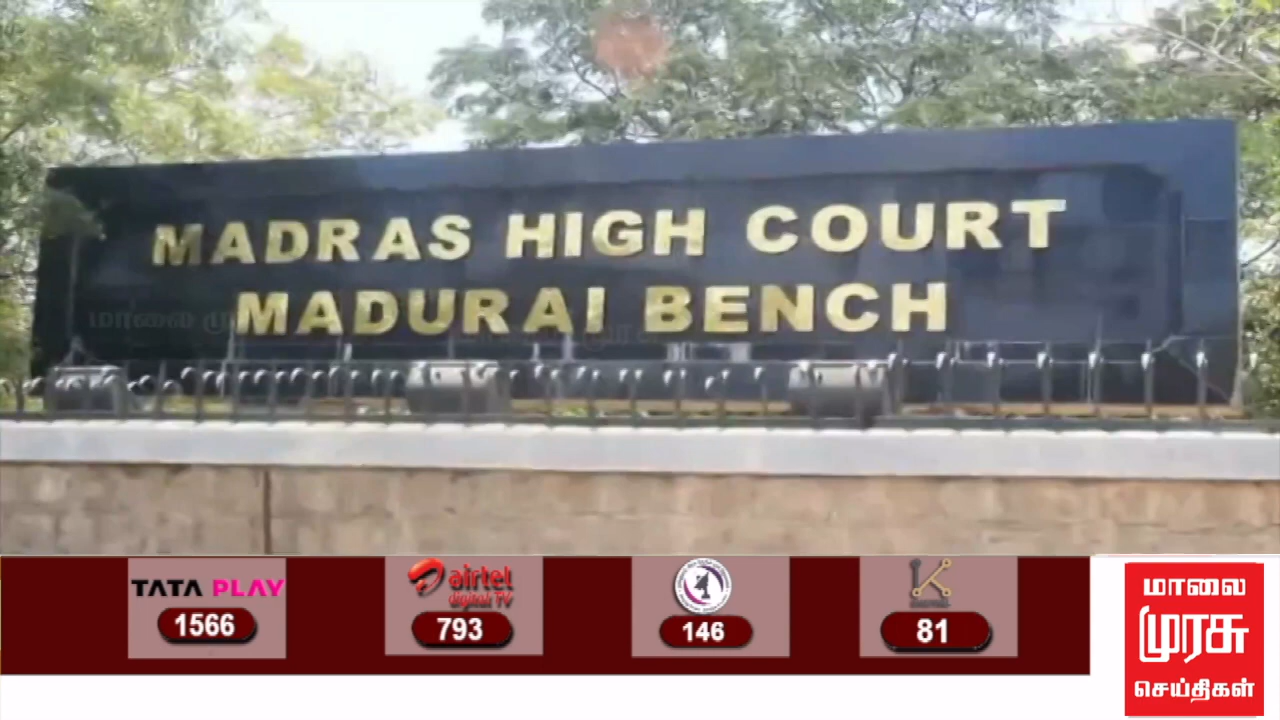 MADRAS HIGH COURT
MADURAI BENCH
TATA PLAY
1566
airtel
digital TV
793
146
81
மாலை
முரசு
செய்திகள்